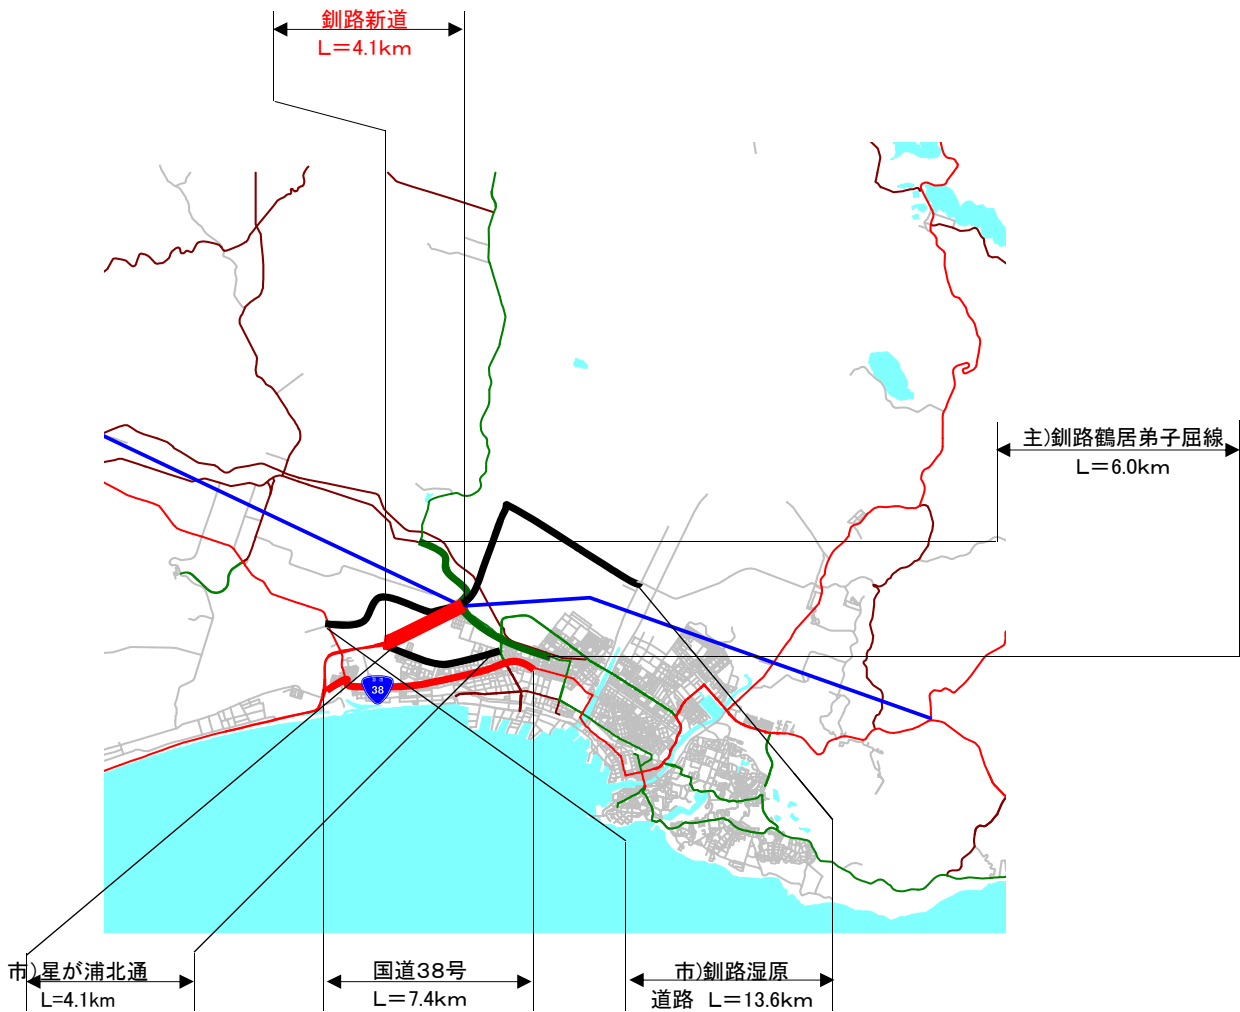 釧路新道
L=4.1km
主)釧路鶴居弟子屈線
L=6.0km
38
市)星が浦北通
L=4.1km
国道38号
L=7.4km
市)釧路湿原
道路 L=13.6km